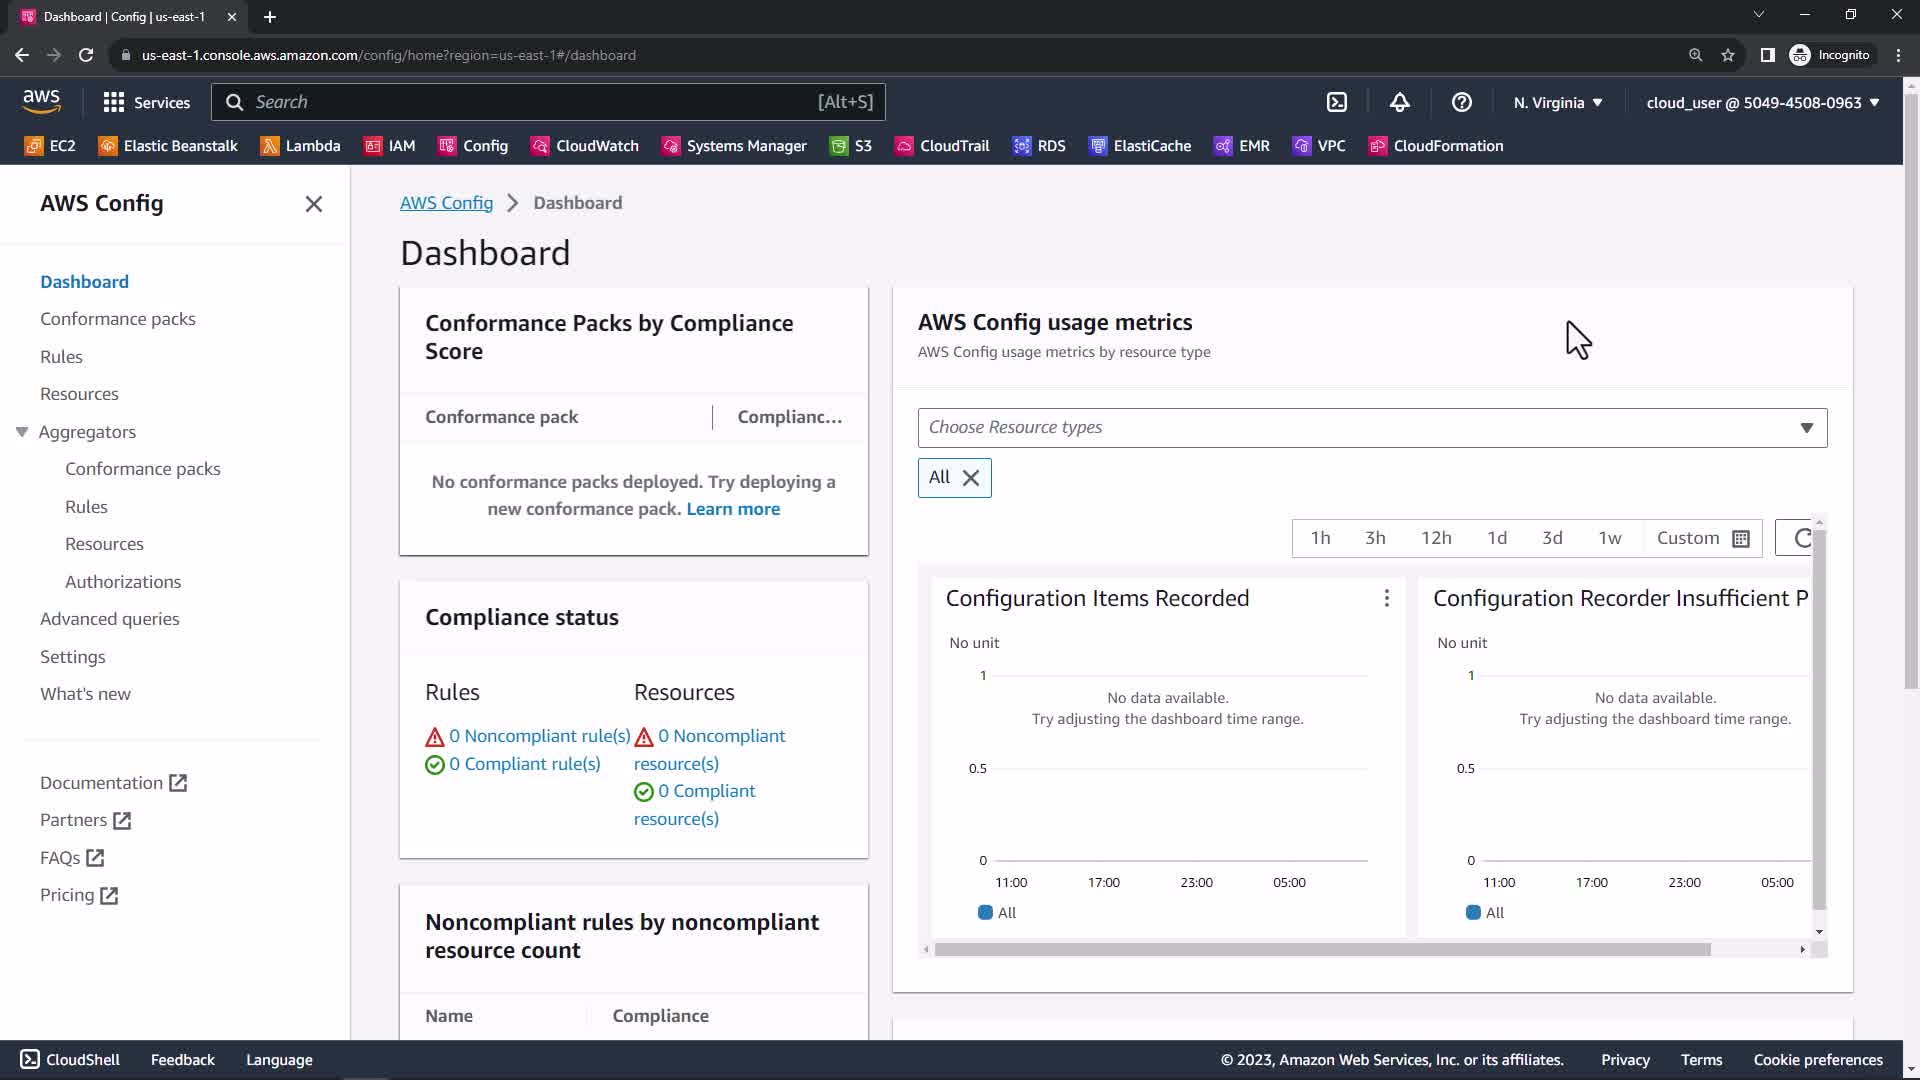 Dashboard | Config | us-east-1
us-east-1.console.aws.amazon.com/config/home?region=us-east-1#/dashboard
Incognito
aws
Services
Search
[Alt+S]
N. Virginia
cloud_user @ 5049-4508-0963
EC2
Elastic Beanstalk
Lambda
IAM
Config
CloudWatch
Systems Manager
S3
CloudTrail
RDS
ElastiCache
EMR
VPC
CloudFormation
AWS Config
Dashboard
Conformance packs
Rules
Resources
Aggregators
Conformance packs
Rules
Resources
Authorizations
Advanced queries
Settings
What's new
Documentation
Partners
FAQs
Pricing
AWS Config
Dashboard
Dashboard
Conformance Packs by Compliance
Score
Conformance pack
Complianc...
No conformance packs deployed. Try deploying a
new conformance pack. Learn more
Compliance status
Rules
0 Noncompliant rule(s)
0 Compliant rule(s)
Resources
0 Noncompliant
resource(s)
0 Compliant
resource(s)
Noncompliant rules by noncompliant
resource count
Name
Compliance
AWS Config usage metrics
AWS Config usage metrics by resource type
Choose Resource types
All
1h
3h
12h
1d
3d
1w
Custom
Configuration Items Recorded
No unit
1
No data available.
Try adjusting the dashboard time range.
0.5
0
11:00
17:00
23:00
05:00
All
Configuration Recorder Insufficient P
No unit
1
No data available.
Try adjusting the dashboard time range.
0.5
0
11:00
17:00
23:00
05:00
All
CloudShell
Feedback
Language
© 2023, Amazon Web Services, Inc. or its affiliates.
Privacy
Terms
Cookie preferences